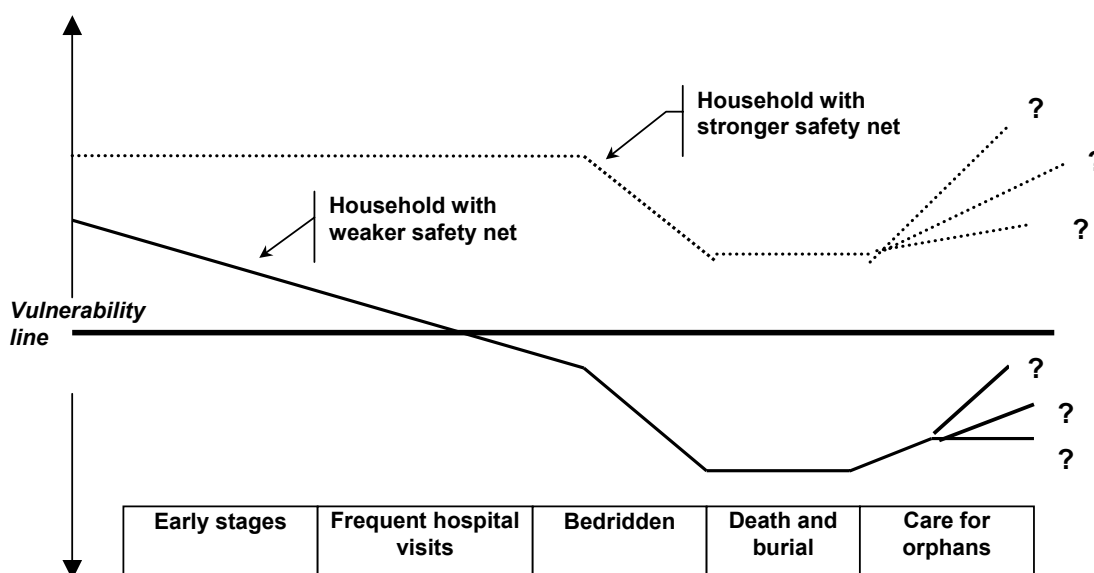 Household with
stronger safety net
?
?
?
Household with
weaker safety net
Vulnerability
line
?
?
?
Early stages
Frequent hospital
visits
Bedridden
Death and
burial
Care for
orphans